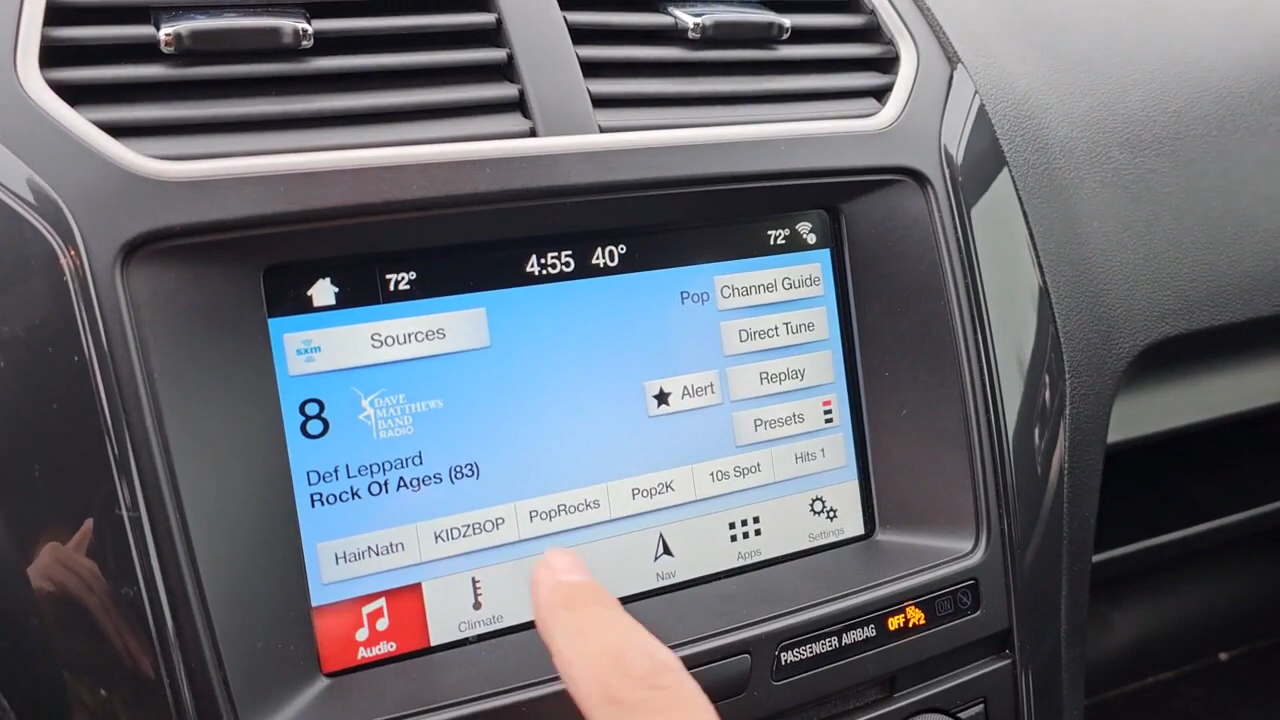 72° 4:55 40° 72°
sxm Sources
Pop Channel Guide
Direct Tune
Alert Replay
Presets
8 DAVE
MATTHEWS
BAND
RADIO
Def Leppard
Rock Of Ages (83)
HairNatn KIDZBOP PopRocks Pop2K 10s Spot Hits 1
Audio Climate Nav Apps Settings
PASSENGER AIRBAG OFF ON